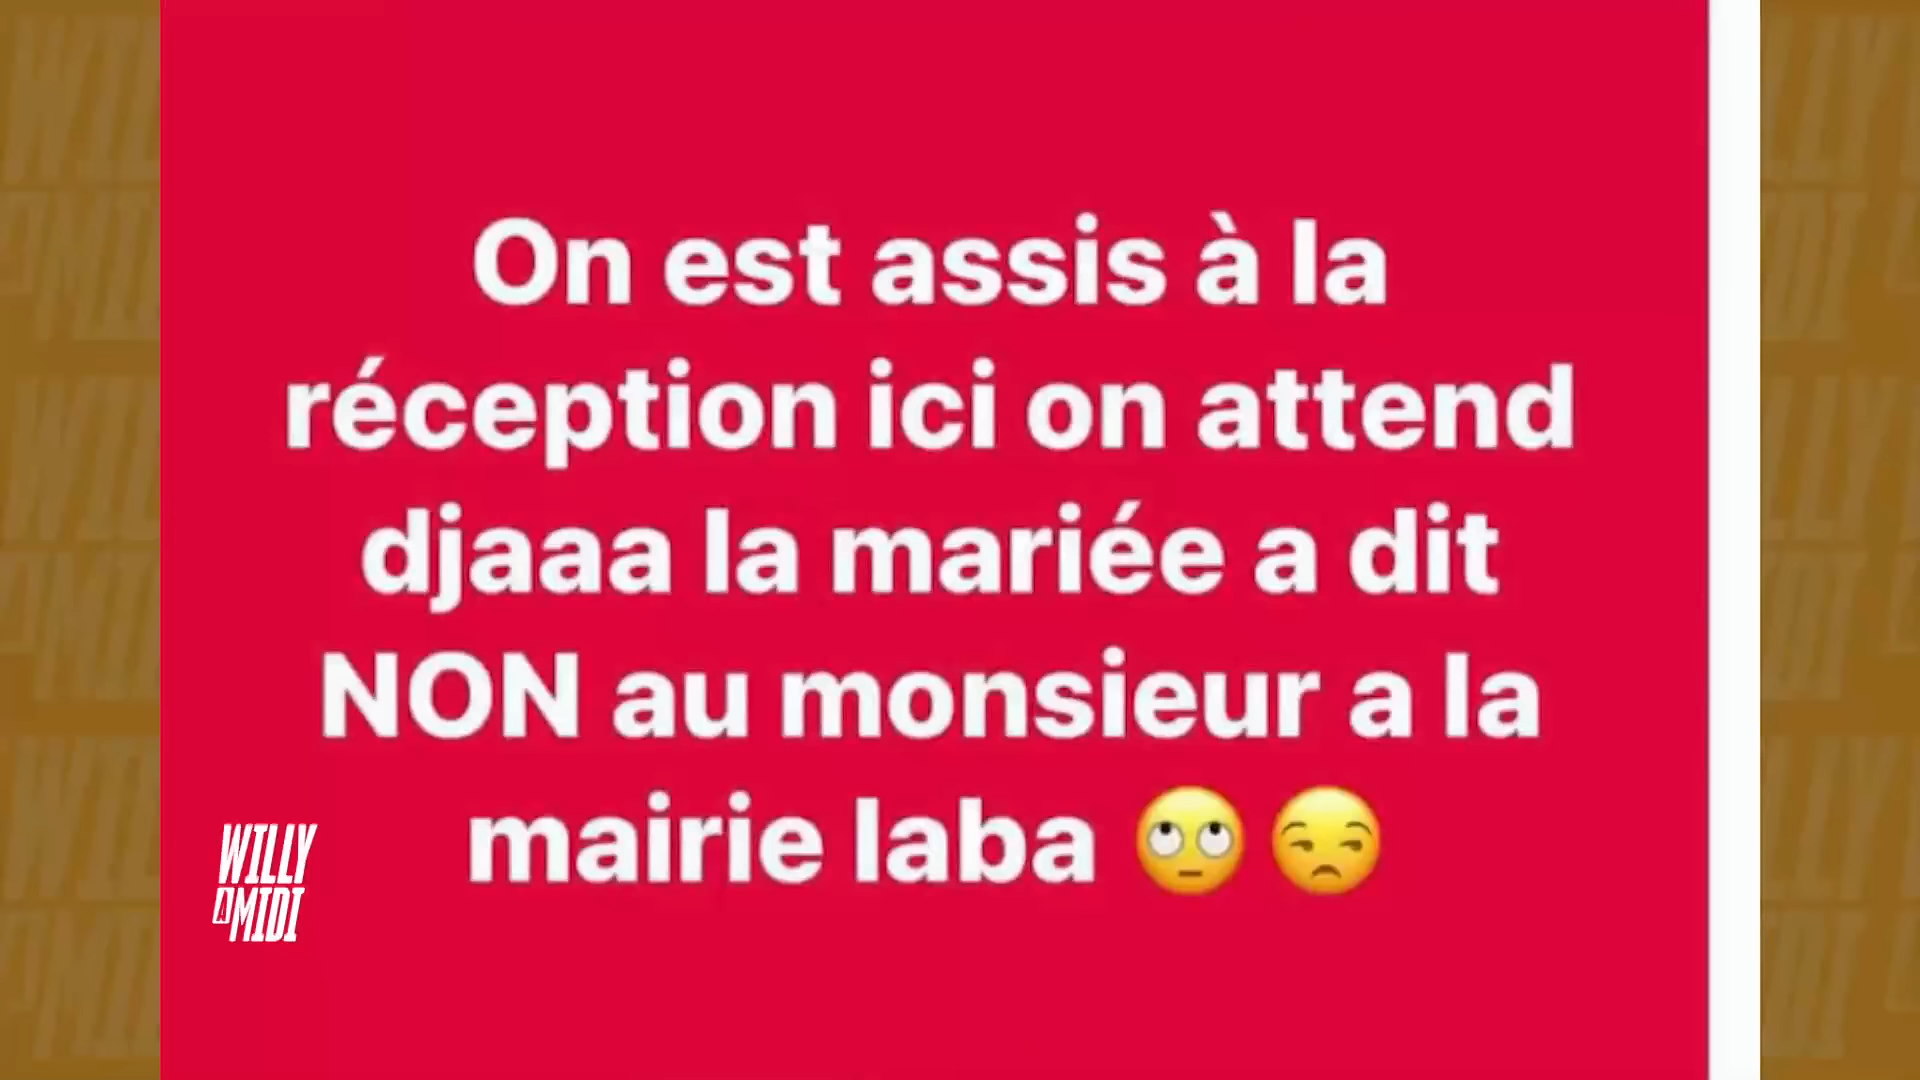 On est assis à la
réception ici on attend
djaaa la mariée a dit
NON au monsieur a la
mairie laba 🙄 😒
WILLY
A MIDI